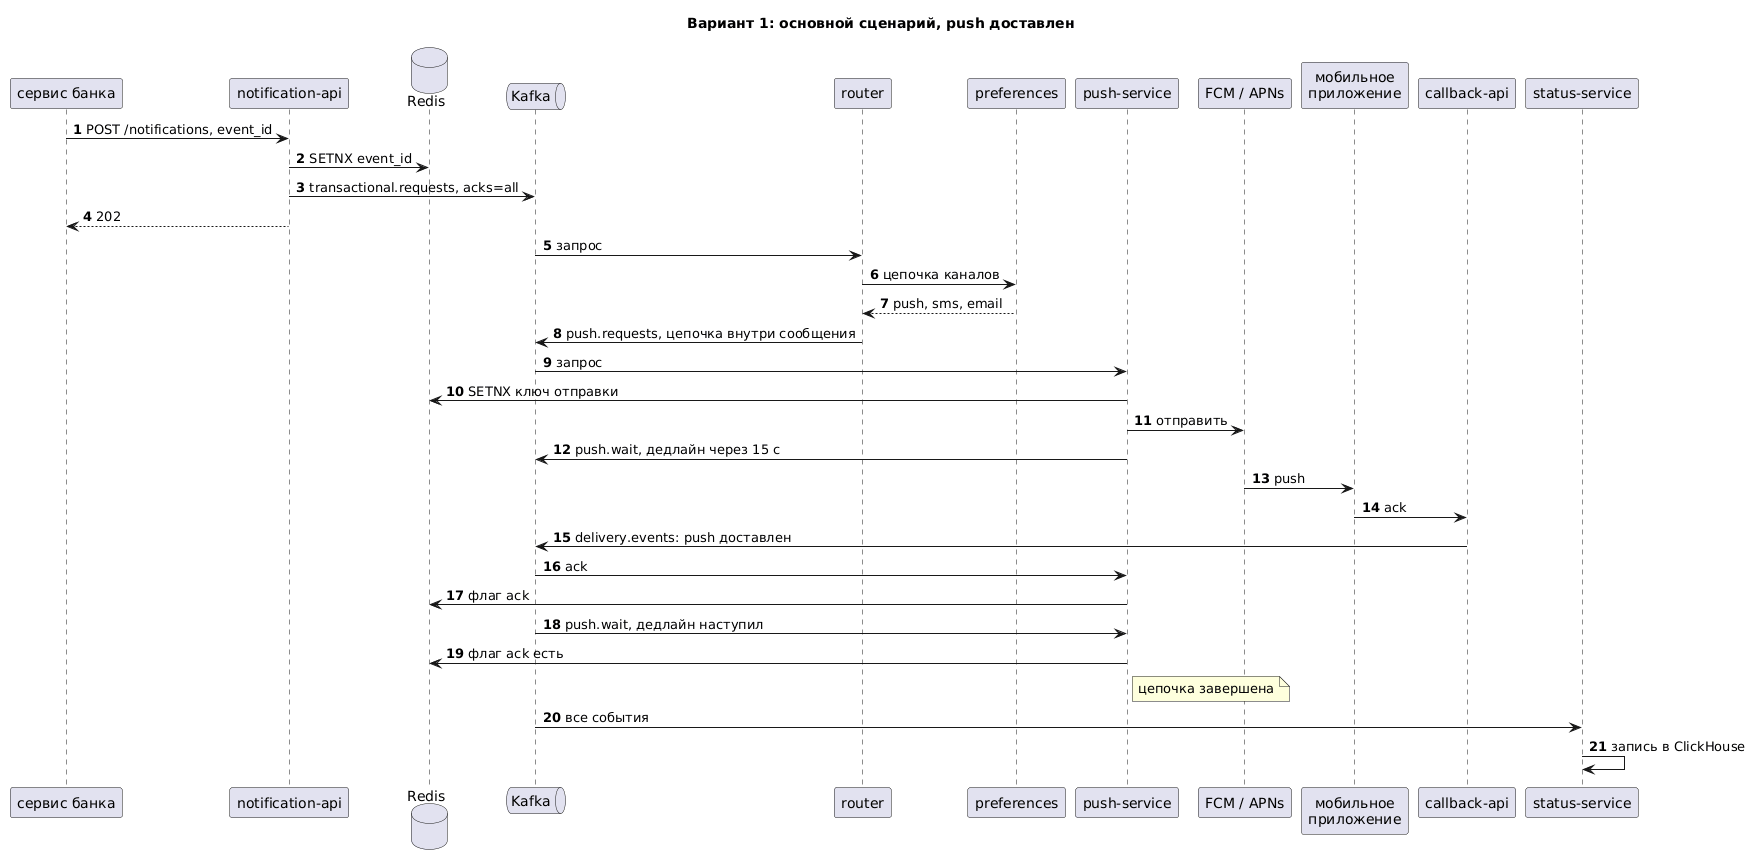 Вариант 1: основной сценарий, push доставлен
сервис банка
notification-api
Redis
Kafka
router
preferences
push-service
FCM / APNs
мобильное
приложение
callback-api
status-service
1 POST /notifications, event_id
2 SETNX event_id
3 transactional.requests, acks=all
4 202
5 запрос
6 цепочка каналов
7 push, sms, email
8 push.requests, цепочка внутри сообщения
9 запрос
10 SETNX ключ отправки
11 отправить
12 push.wait, дедлайн через 15 с
13 push
14 ack
15 delivery.events: push доставлен
16 ack
17 флаг ack
18 push.wait, дедлайн наступил
19 флаг ack есть
цепочка завершена
20 все события
21 запись в ClickHouse
сервис банка
notification-api
Redis
Kafka
router
preferences
push-service
FCM / APNs
мобильное
приложение
callback-api
status-service